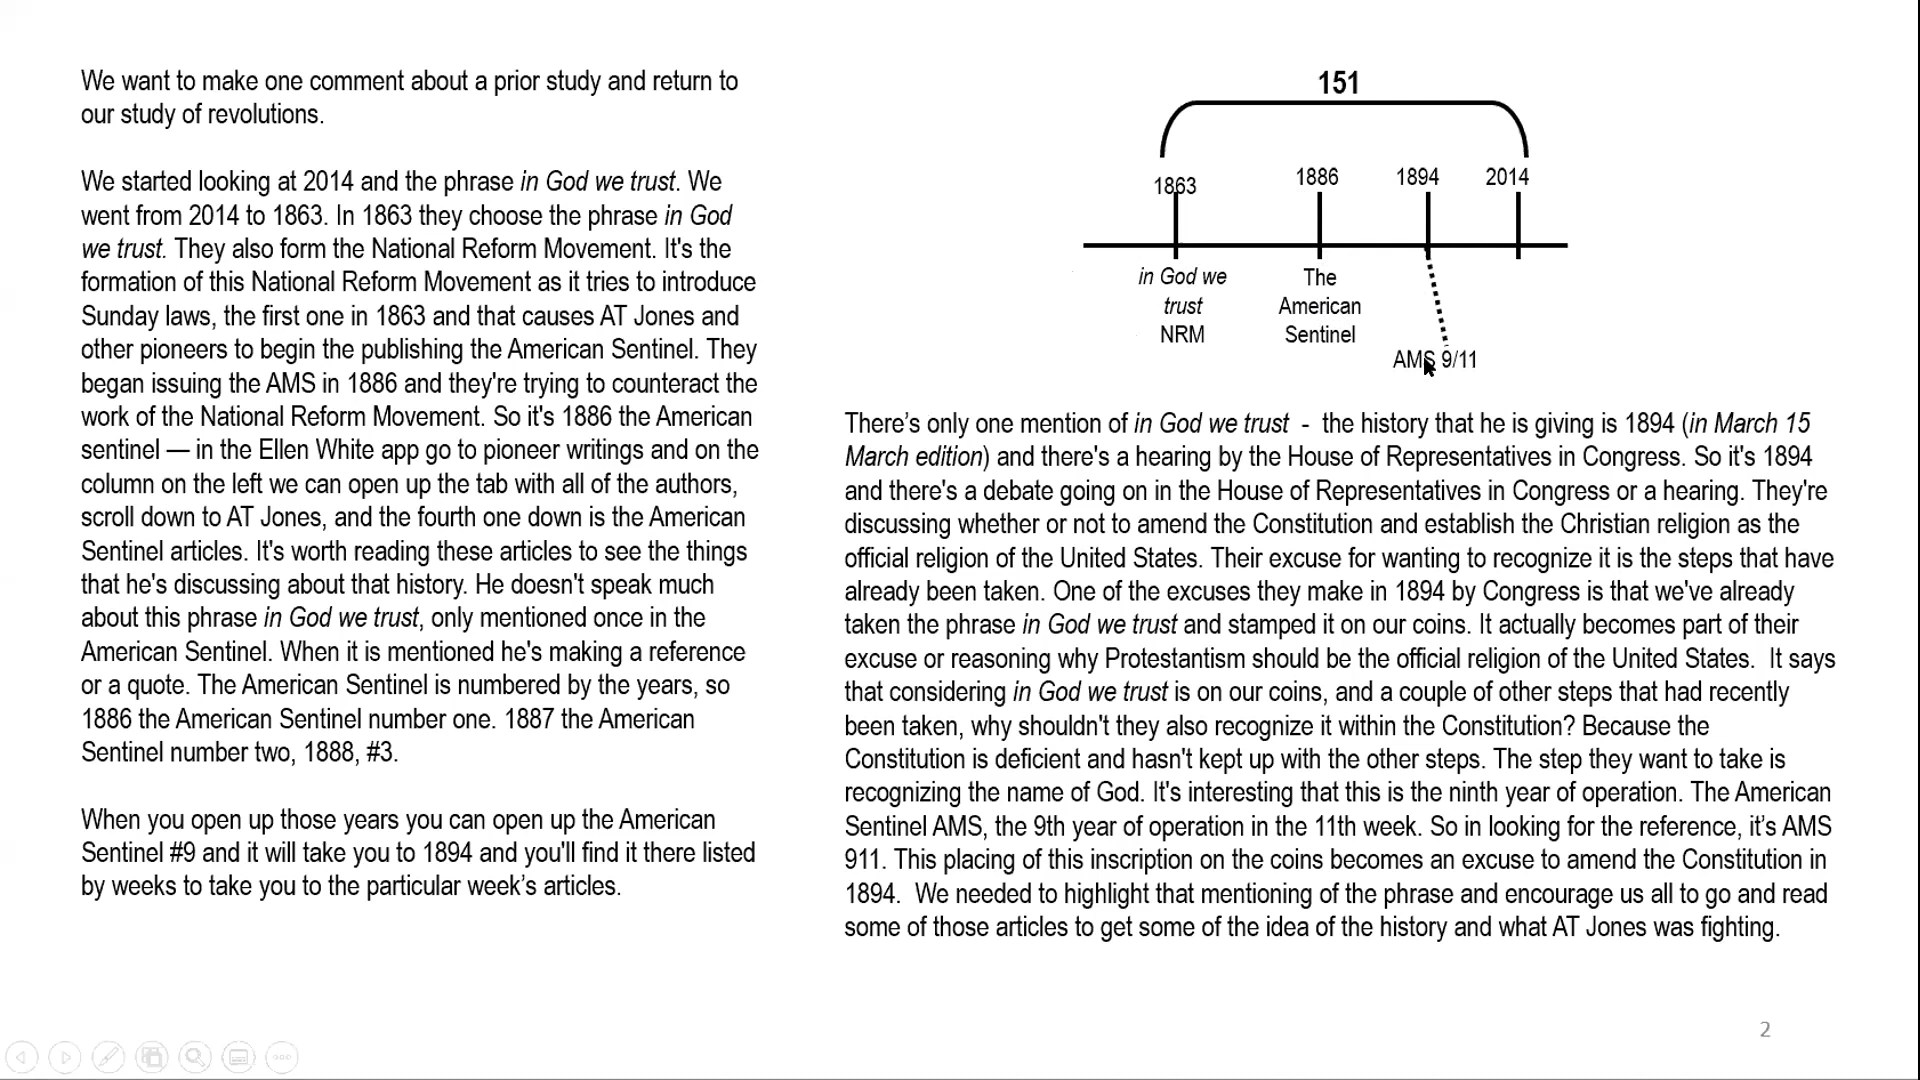 We want to make one comment about a prior study and return to
our study of revolutions.
We started looking at 2014 and the phrase in God we trust. We
went from 2014 to 1863. In 1863 they choose the phrase in God
we trust. They also form the National Reform Movement. It's the
formation of this National Reform Movement as it tries to introduce
Sunday laws, the first one in 1863 and that causes AT Jones and
other pioneers to begin the publishing the American Sentinel. They
began issuing the AMS in 1886 and they're trying to counteract the
work of the National Reform Movement. So it's 1886 the American
sentinel — in the Ellen White app go to pioneer writings and on the
column on the left we can open up the tab with all of the authors,
scroll down to AT Jones, and the fourth one down is the American
Sentinel articles. It's worth reading these articles to see the things
that he's discussing about that history. He doesn't speak much
about this phrase in God we trust, only mentioned once in the
American Sentinel. When it is mentioned he's making a reference
or a quote. The American Sentinel is numbered by the years, so
1886 the American Sentinel number one. 1887 the American
Sentinel number two, 1888, #3.
When you open up those years you can open up the American
Sentinel #9 and it will take you to 1894 and you'll find it there listed
by weeks to take you to the particular week’s articles.
151
1863 1886 1894 2014
in God we
trust
NRM
The
American
Sentinel
AMS 9/11
There’s only one mention of in God we trust - the history that he is giving is 1894 (in March 15
March edition) and there's a hearing by the House of Representatives in Congress. So it's 1894
and there's a debate going on in the House of Representatives in Congress or a hearing. They're
discussing whether or not to amend the Constitution and establish the Christian religion as the
official religion of the United States. Their excuse for wanting to recognize it is the steps that have
already been taken. One of the excuses they make in 1894 by Congress is that we've already
taken the phrase in God we trust and stamped it on our coins. It actually becomes part of their
excuse or reasoning why Protestantism should be the official religion of the United States. It says
that considering in God we trust is on our coins, and a couple of other steps that had recently
been taken, why shouldn't they also recognize it within the Constitution? Because the
Constitution is deficient and hasn't kept up with the other steps. The step they want to take is
recognizing the name of God. It's interesting that this is the ninth year of operation. The American
Sentinel AMS, the 9th year of operation in the 11th week. So in looking for the reference, it’s AMS
911. This placing of this inscription on the coins becomes an excuse to amend the Constitution in
1894. We needed to highlight that mentioning of the phrase and encourage us all to go and read
some of those articles to get some of the idea of the history and what AT Jones was fighting.
2